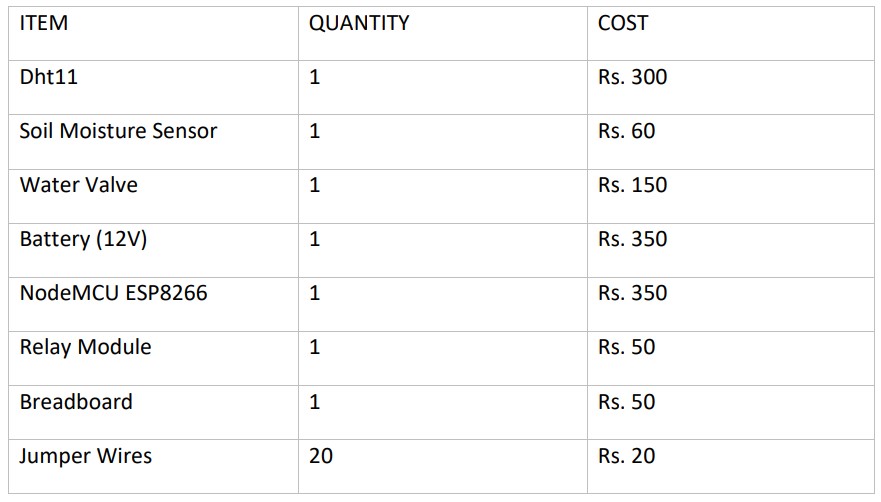 ITEM QUANTITY COST
Dht11 1 Rs. 300
Soil Moisture Sensor 1 Rs. 60
Water Valve 1 Rs. 150
Battery (12V) 1 Rs. 350
NodeMCU ESP8266 1 Rs. 350
Relay Module 1 Rs. 50
Breadboard 1 Rs. 50
Jumper Wires 20 Rs. 20